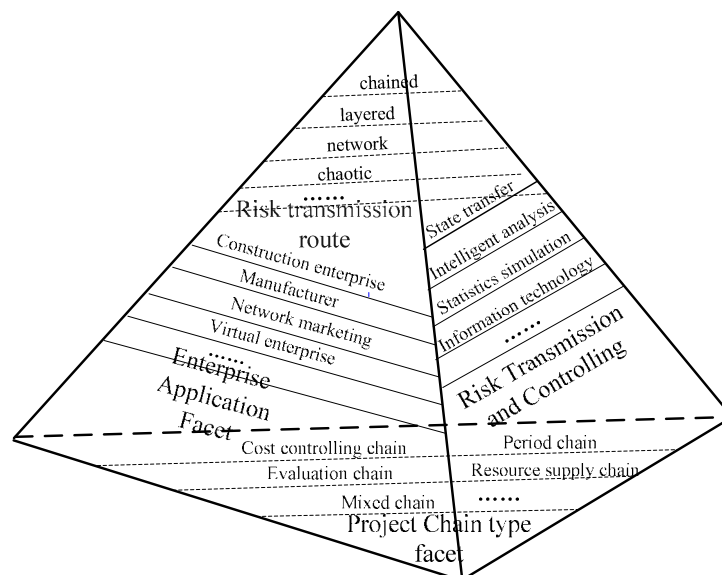 chained
layered
network
chaotic
......
Risk transmission
route
Construction enterprise
Manufacturer
Network marketing
Virtual enterprise
......
Enterprise
Application
Facet
State transfer
Intelligent analysis
Statistics simulation
Information technology
......
Risk Transmission
and Controlling
Cost controlling chain
Period chain
Evaluation chain
Resource supply chain
Mixed chain
......
Project Chain type
facet